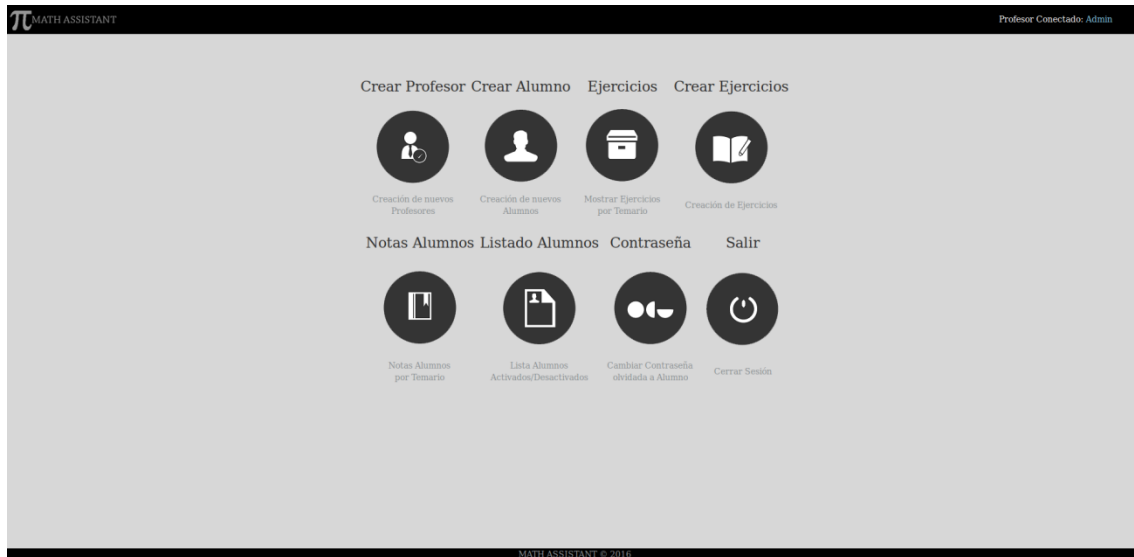 π MATH ASSISTANT
Profesor Conectado: Admin
Crear Profesor Crear Alumno Ejercicios Crear Ejercicios
Creación de nuevos Profesores
Creación de nuevos Alumnos
Mostrar Ejercicios por Temario
Creación de Ejercicios
Notas Alumnos Listado Alumnos Contraseña Salir
Notas Alumnos por Temario
Lista Alumnos Activados/Desactivados
Cambiar Contraseña olvidada a Alumno
Cerrar Sesión
MATH ASSISTANT © 2016